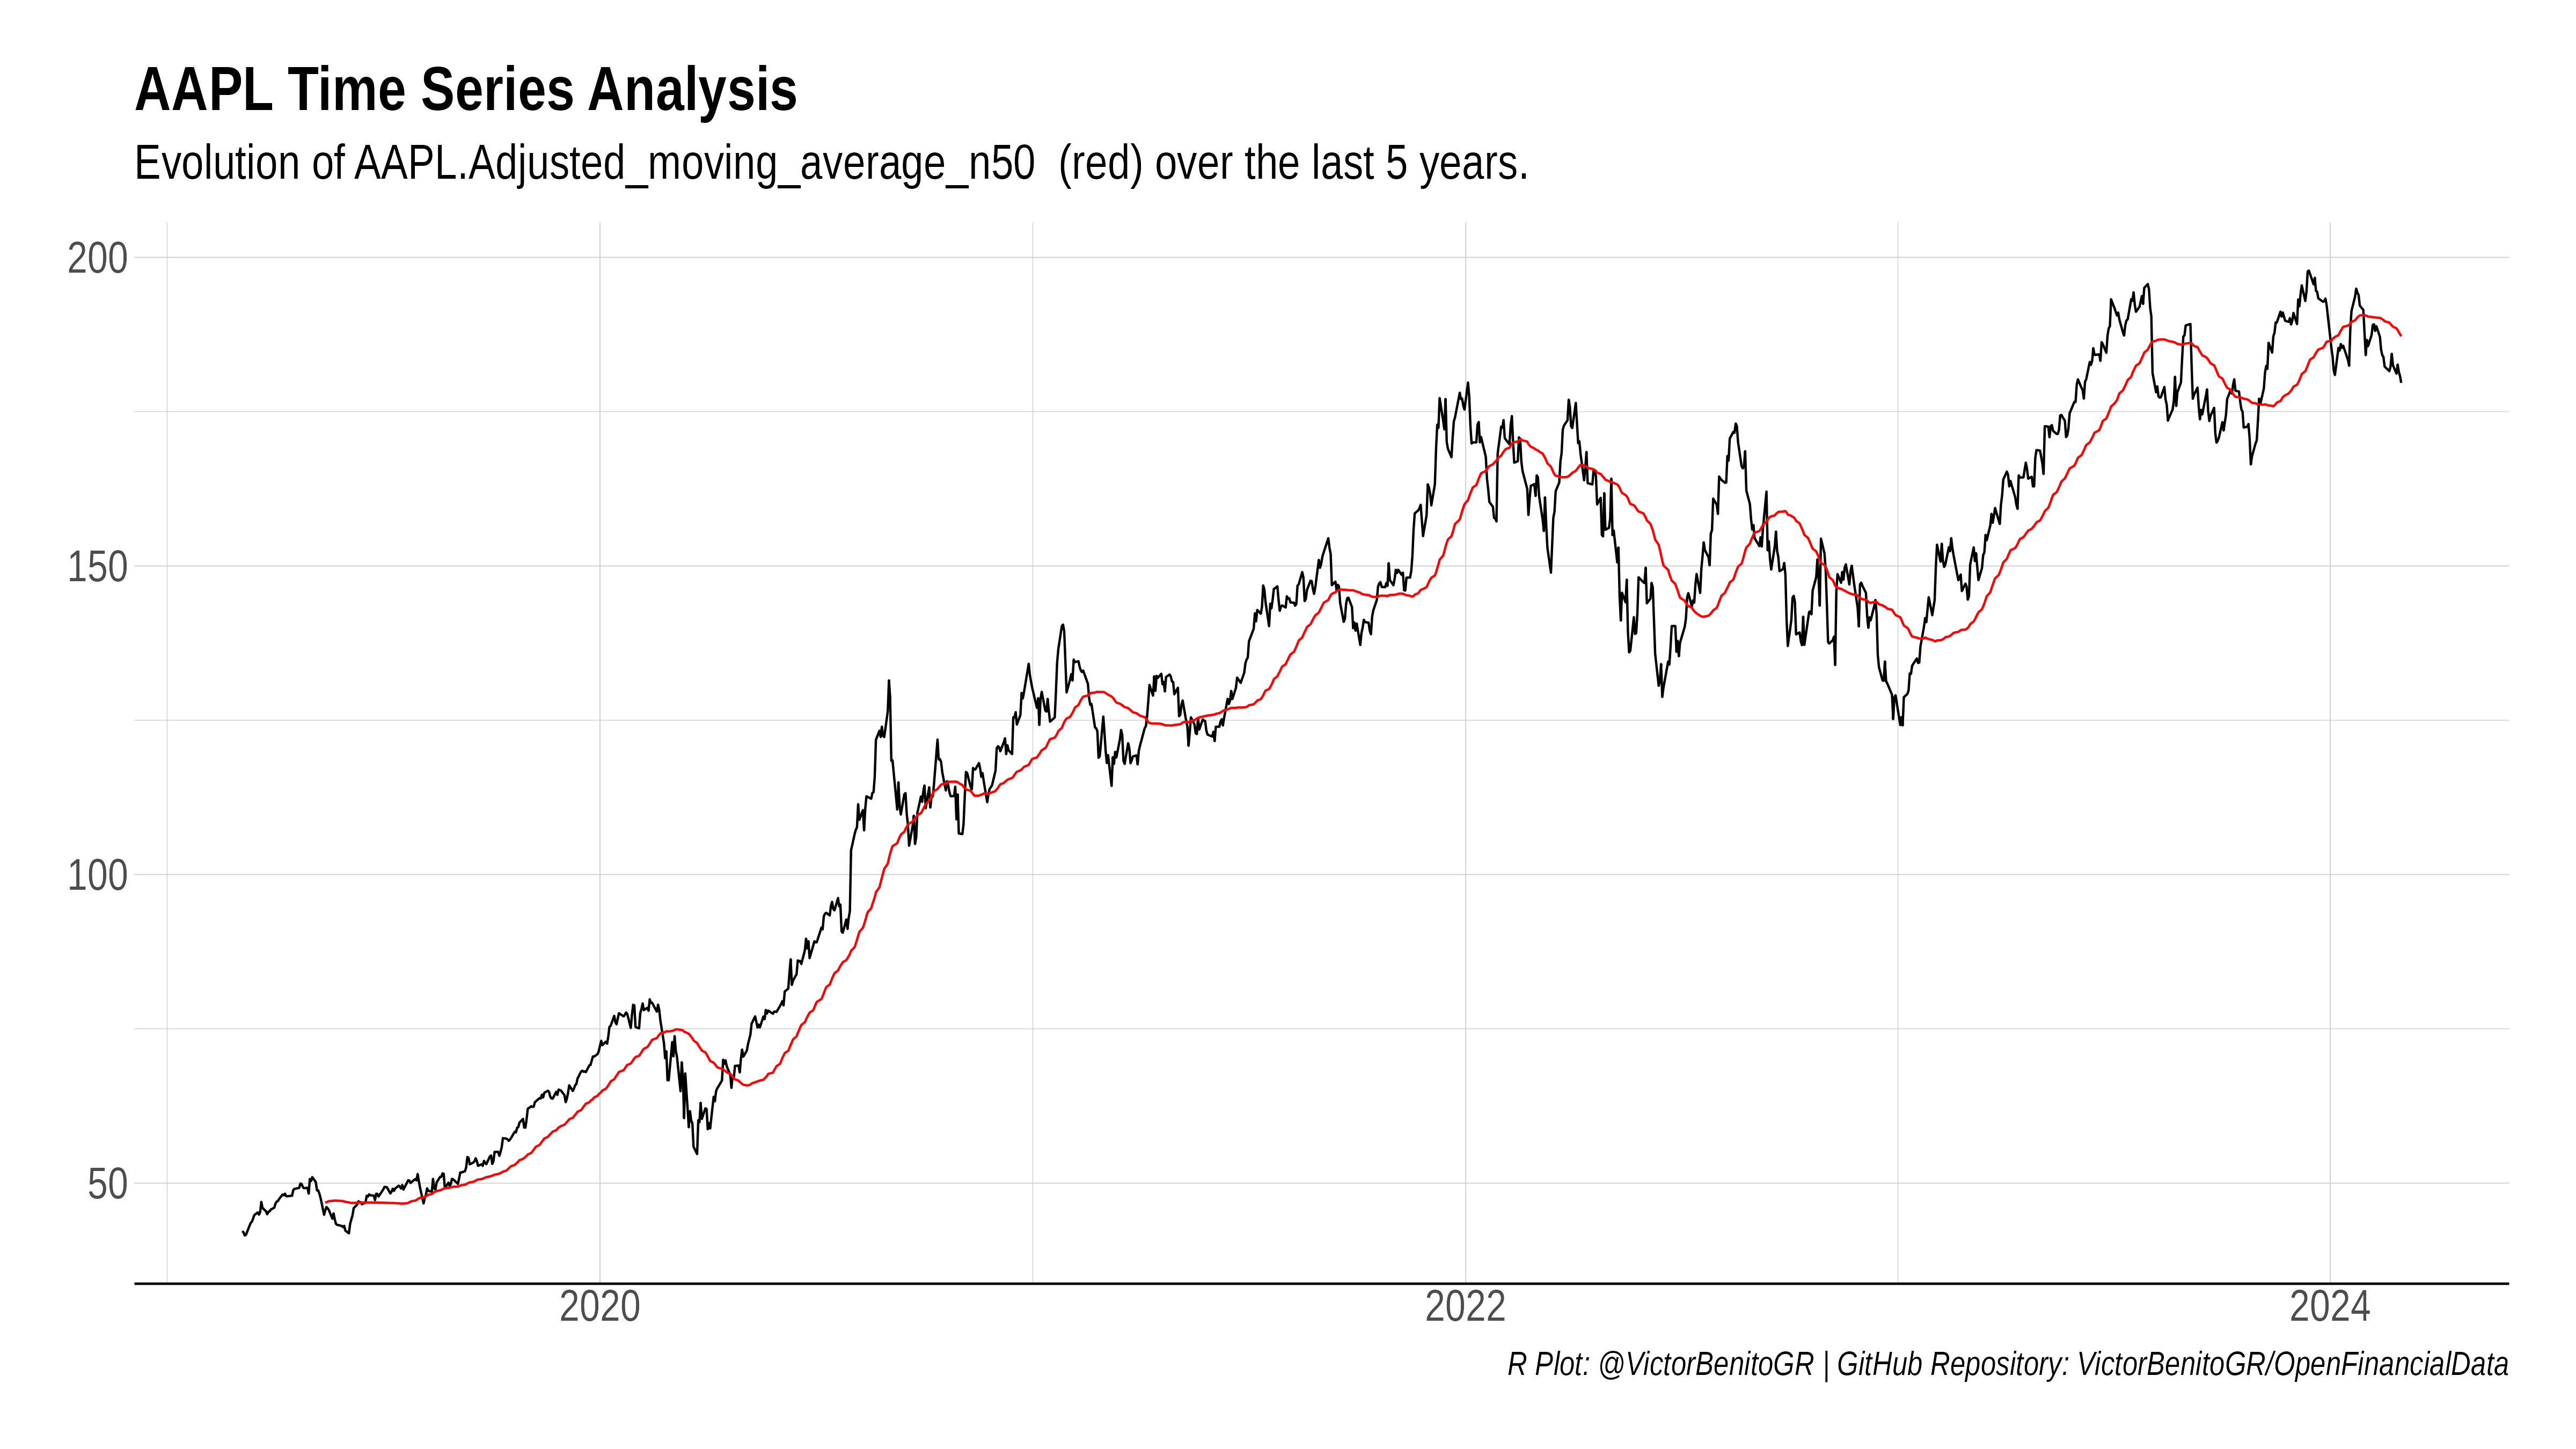 AAPL Time Series Analysis
Evolution of AAPL.Adjusted_moving_average_n50  (red) over the last 5 years.
200
150
100
50
2020
2022
2024
R Plot: @VictorBenitoGR | GitHub Repository: VictorBenitoGR/OpenFinancialData